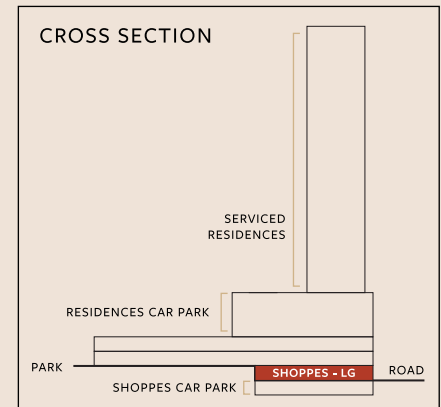 CROSS SECTION
SERVICED
RESIDENCES
RESIDENCES CAR PARK
PARK
SHOPPES - LG
ROAD
SHOPPES CAR PARK